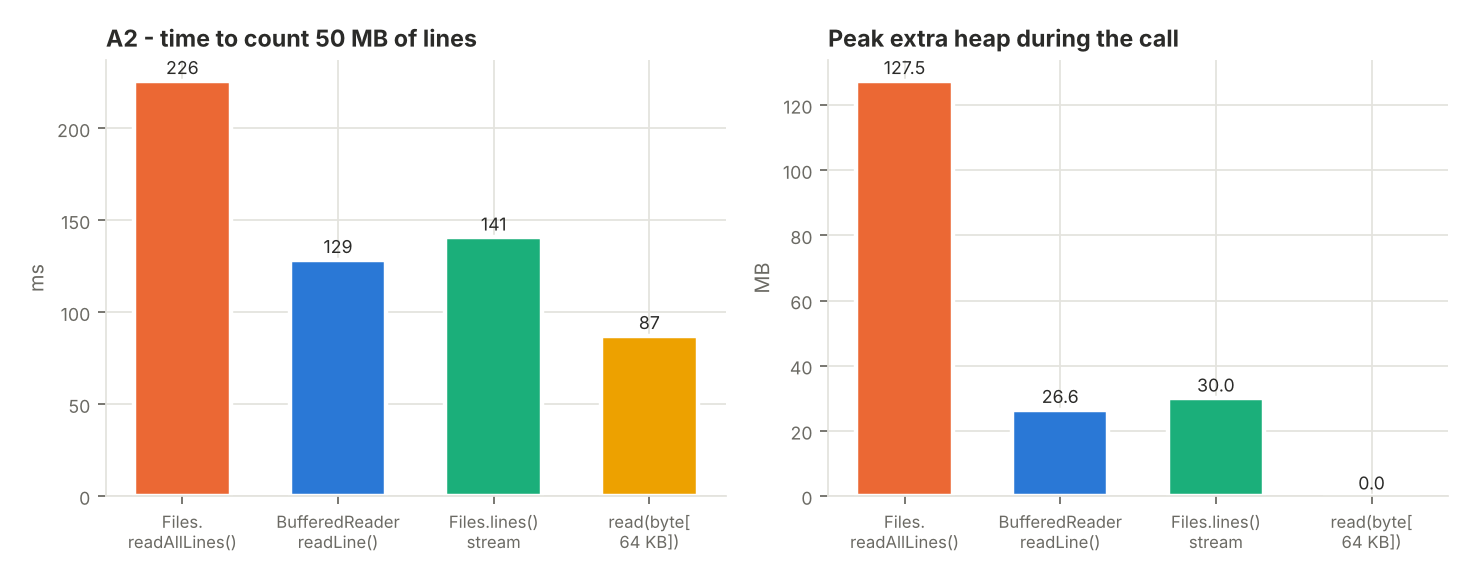 A2 - time to count 50 MB of lines
226
200
150
141
129
100
87
50
0
ms
Files.
readAllLines()
BufferedReader
readLine()
Files.lines()
stream
read(byte[
64 KB])
Peak extra heap during the call
127.5
120
100
80
60
40
30.0
26.6
20
0.0
0
MB
Files.
readAllLines()
BufferedReader
readLine()
Files.lines()
stream
read(byte[
64 KB])